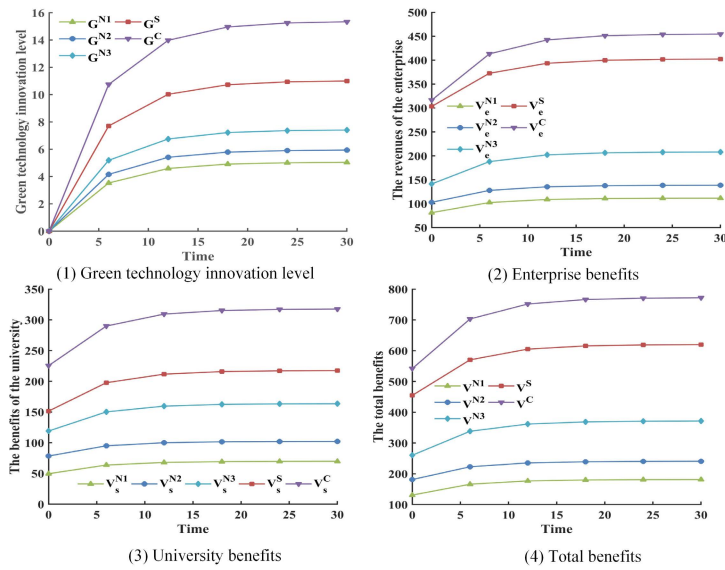 16
14
12
10
8
6
4
2
0
Green technology innovation level
G^N1 G^S
G^N2 G^C
G^N3
0 5 10 15 20 25 30
Time
(1) Green technology innovation level
500
450
400
350
300
250
200
150
100
50
The revenues of the enterprise
V_e^N1 V_e^S
V_e^N2 V_e^C
V_e^N3
0 5 10 15 20 25 30
Time
(2) Enterprise benefits
350
300
250
200
150
100
50
0
The benefits of the university
V_s^N1 V_s^N2 V_s^N3 V_s^S V_s^C
0 5 10 15 20 25 30
Time
(3) University benefits
800
700
600
500
400
300
200
100
The total benefits
V^N1 V^S
V^N2 V^C
V^N3
0 5 10 15 20 25 30
Time
(4) Total benefits